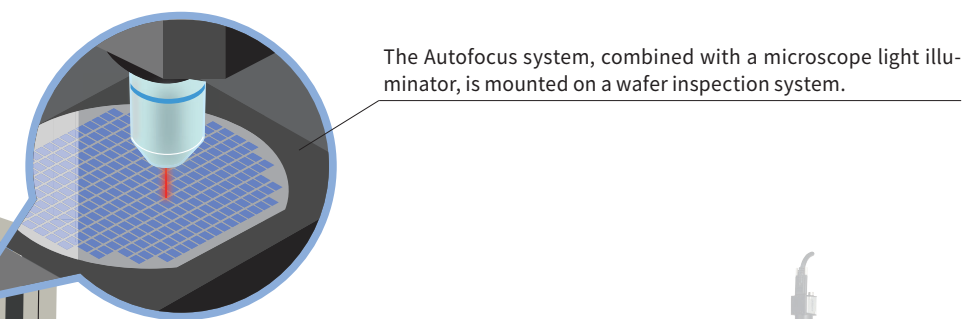 The Autofocus system, combined with a microscope light illu-
minator, is mounted on a wafer inspection system.